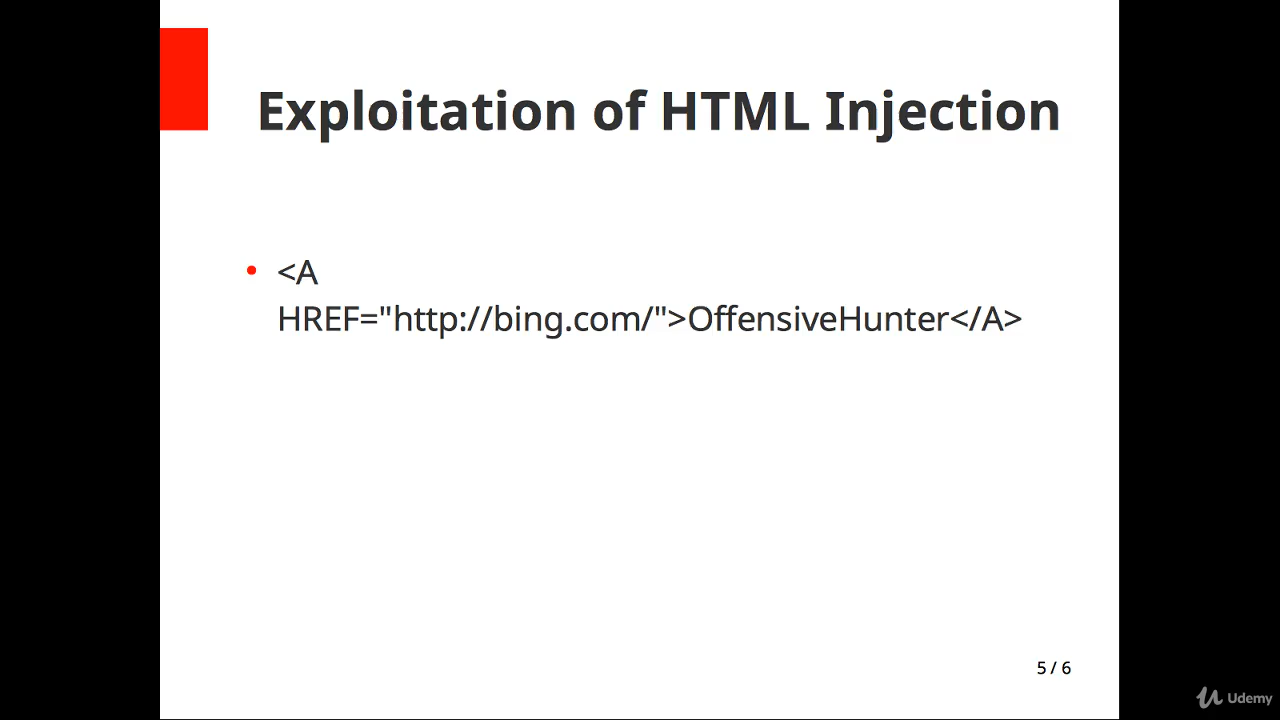 Exploitation of HTML Injection
<A
HREF="http://bing.com/">OffensiveHunter</A>
5 / 6
Udemy